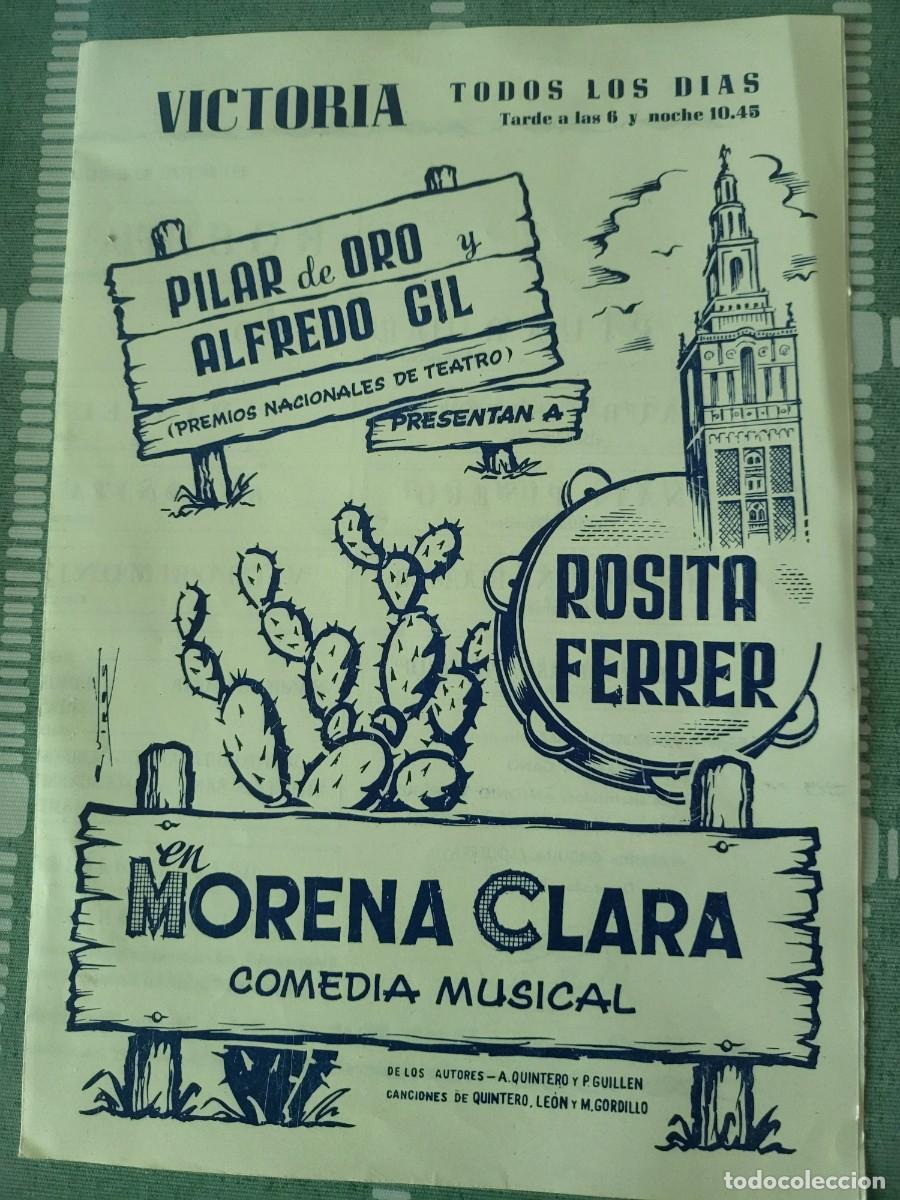 VICTORIA
TODOS LOS DIAS
Tarde a las 6 y noche 10.45
PILAR de ORO y
ALFREDO GIL
(PREMIOS NACIONALES DE TEATRO)
PRESENTAN A
ROSITA
FERRER
en
MORENA CLARA
COMEDIA MUSICAL
DE LOS AUTORES - A. QUINTERO Y P. GUILLEN
CANCIONES DE QUINTERO, LEÓN Y M. GORDILLO
todocoleccion